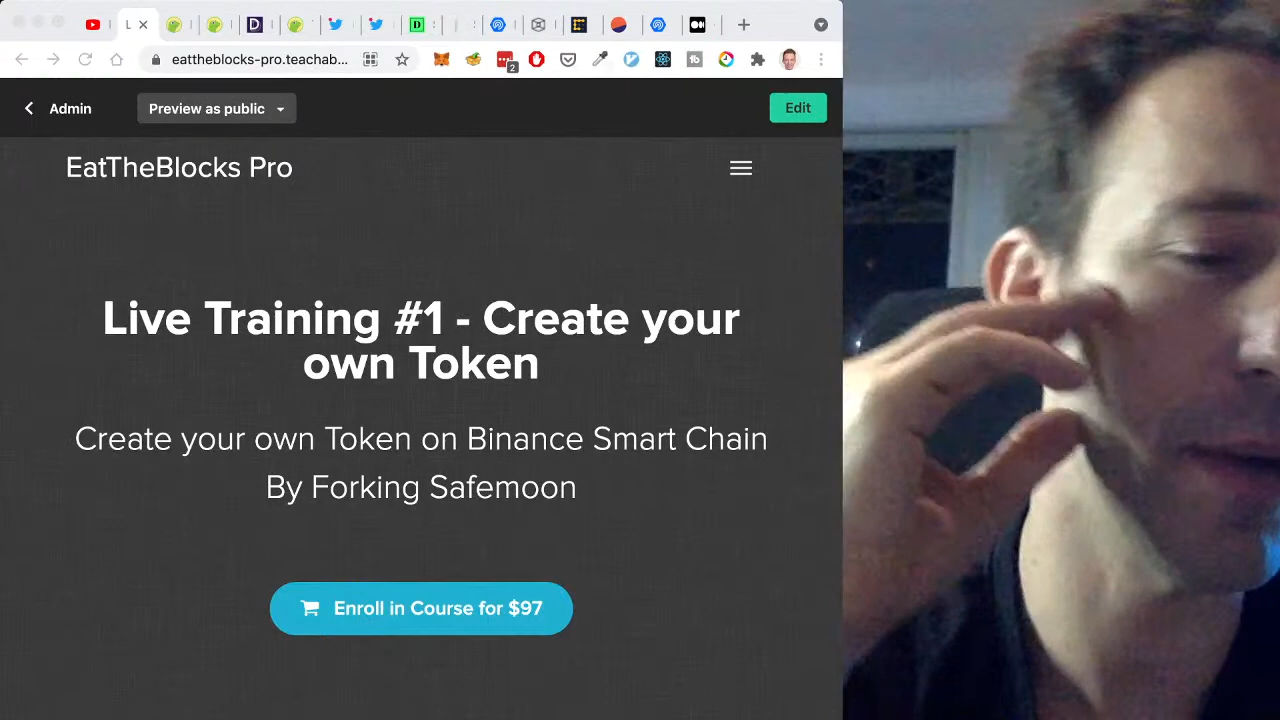 L
eattheblocks-pro.teachab...
2
Admin
Preview as public
Edit
EatTheBlocks Pro
Live Training #1 - Create your
own Token
Create your own Token on Binance Smart Chain
By Forking Safemoon
Enroll in Course for $97